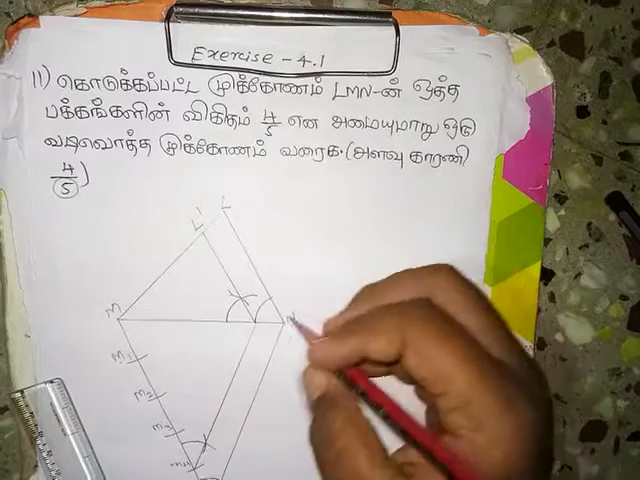 Exercise - 4.1
11) கொடுக்கப்பட்ட முக்கோணம் LMN-ன் ஒத்த
பக்கங்களின் விகிதம் 4/5 என அமையுமாறு ஒரு
வடிவொத்த முக்கோணம் வரைக. (அளவு காரணி
4/5)
L' L
M N
M1
M2
M3
M4